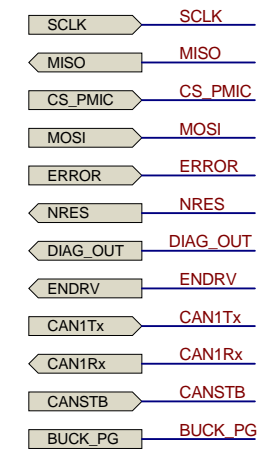 SCLK SCLK
MISO MISO
CS_PMIC CS_PMIC
MOSI MOSI
ERROR ERROR
NRES NRES
DIAG_OUT DIAG_OUT
ENDRV ENDRV
CAN1Tx CAN1Tx
CAN1Rx CAN1Rx
CANSTB CANSTB
BUCK_PG BUCK_PG